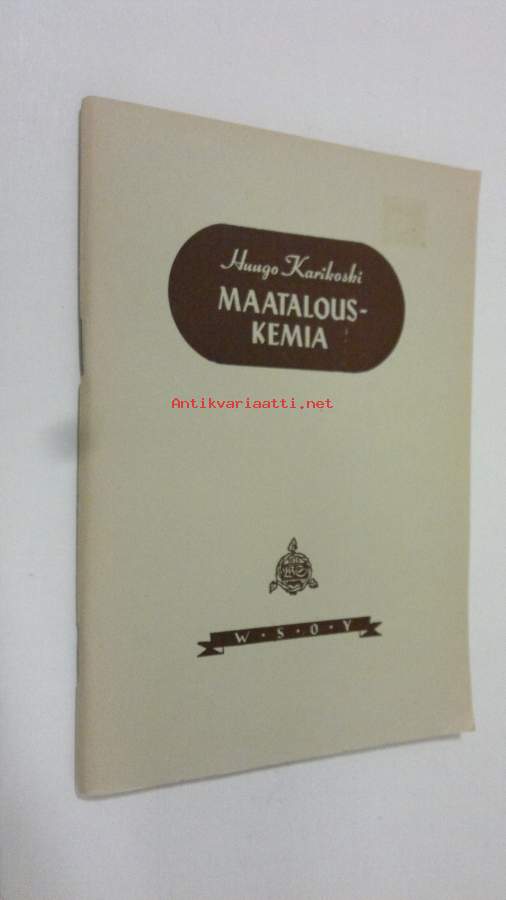 Huugo Karikoski
MAATALOUS-
KEMIA
Antikvariaatti.net
W·S·O·Y